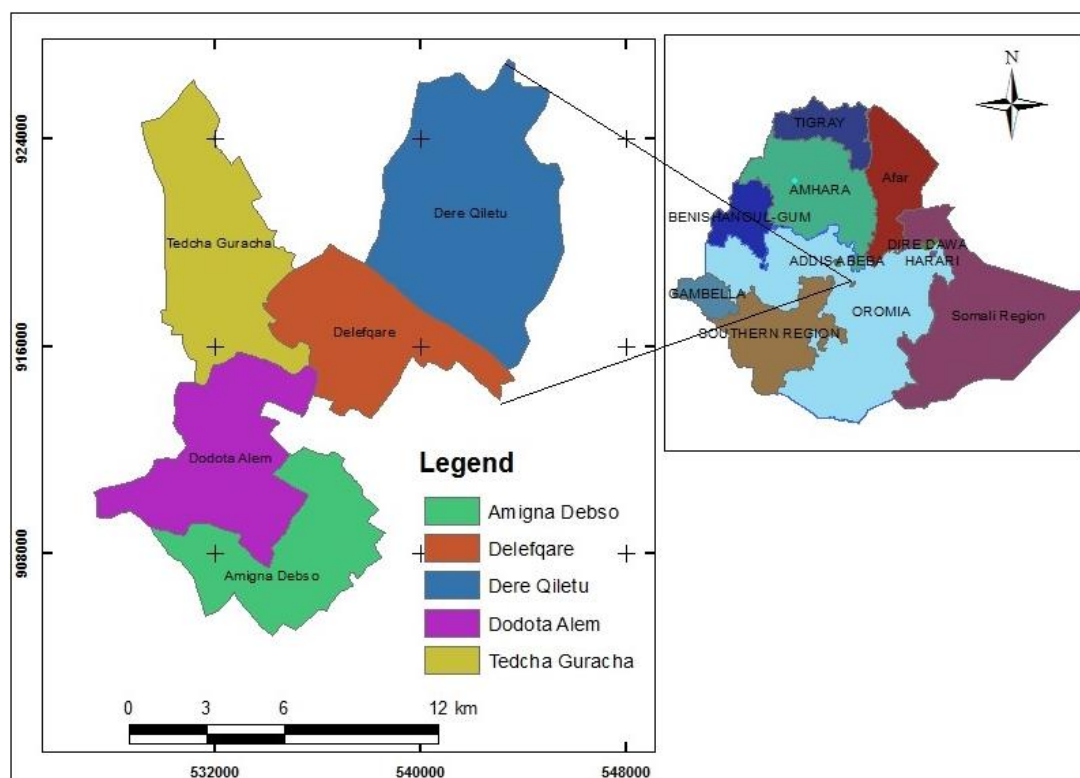 924000
916000
908000
532000
540000
548000
Dere Qiletu
Tedcha Guracha
Delefqare
Dodota Alem
Amigna Debso
Legend
Amigna Debso
Delefqare
Dere Qiletu
Dodota Alem
Tedcha Guracha
0 3 6 12 km
N
TIGRAY
Afar
AMHARA
BENISHANGUL-GUM
DIRE DAWA
ADDIS ABEBA
HARARI
GAMBELLA
OROMIA
Somali Region
SOUTHERN REGION